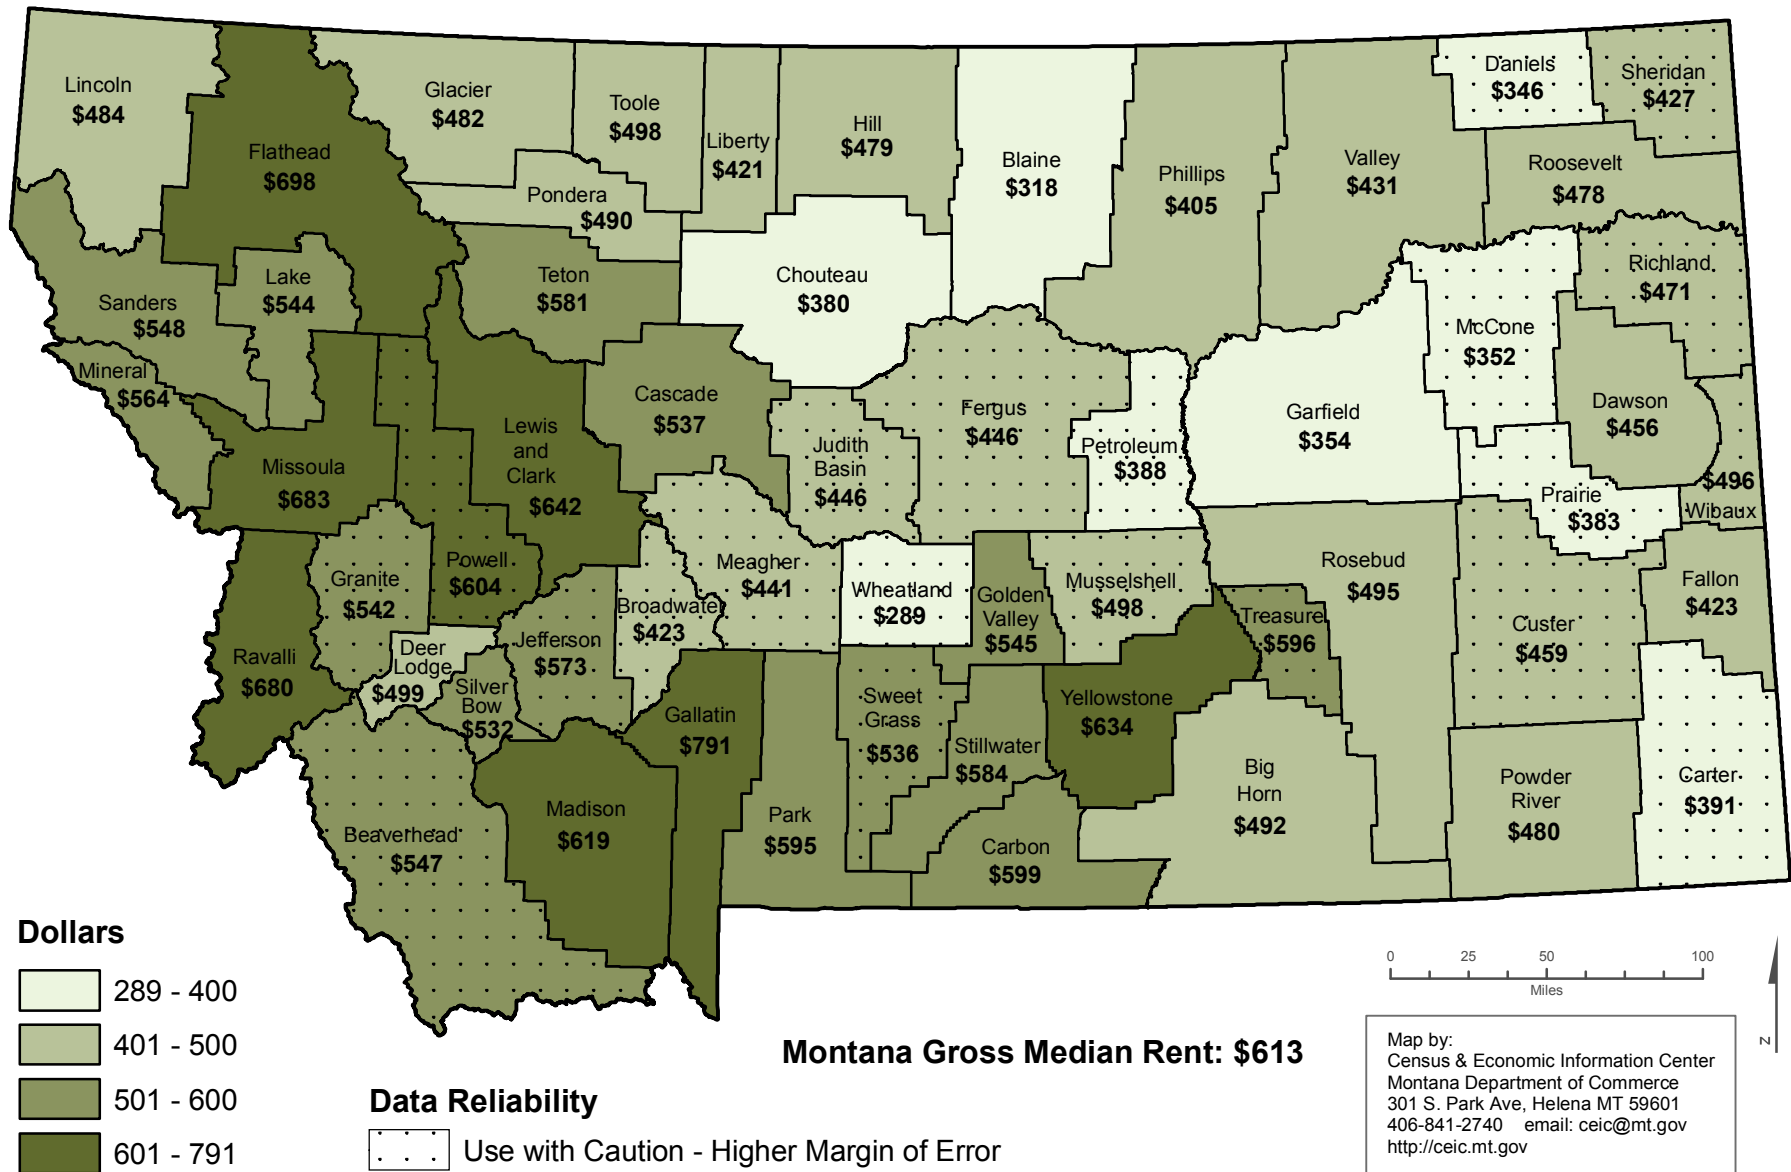 Lincoln
$484
Flathead
$698
Glacier
$482
Toole
$498
Liberty
$421
Hill
$479
Blaine
$318
Phillips
$405
Valley
$431
Daniels
$346
Sheridan
$427
Roosevelt
$478
Pondera
$490
Teton
$581
Chouteau
$380
Richland
$471
McCone
$352
Sanders
$548
Lake
$544
Mineral
$564
Missoula
$683
Lewis
and
Clark
$642
Cascade
$537
Judith
Basin
$446
Fergus
$446
Petroleum
$388
Garfield
$354
Dawson
$456
Prairie
$383
$496
Wibaux
Powell
$604
Granite
$542
Ravalli
$680
Deer
Lodge
$499
Silver
Bow
$532
Jefferson
$573
Broadwater
$423
Meagher
$441
Wheatland
$289
Golden
Valley
$545
Musselshell
$498
Treasure
$596
Rosebud
$495
Custer
$459
Fallon
$423
Beaverhead
$547
Madison
$619
Gallatin
$791
Park
$595
Sweet
Grass
$536
Stillwater
$584
Carbon
$599
Yellowstone
$634
Big
Horn
$492
Powder
River
$480
Carter
$391
Dollars
289 - 400
401 - 500
501 - 600
601 - 791
Data Reliability
Use with Caution - Higher Margin of Error
Montana Gross Median Rent: $613
0 25 50 100
Miles
N
Map by:
Census & Economic Information Center
Montana Department of Commerce
301 S. Park Ave, Helena MT 59601
406-841-2740 email: ceic@mt.gov
http://ceic.mt.gov